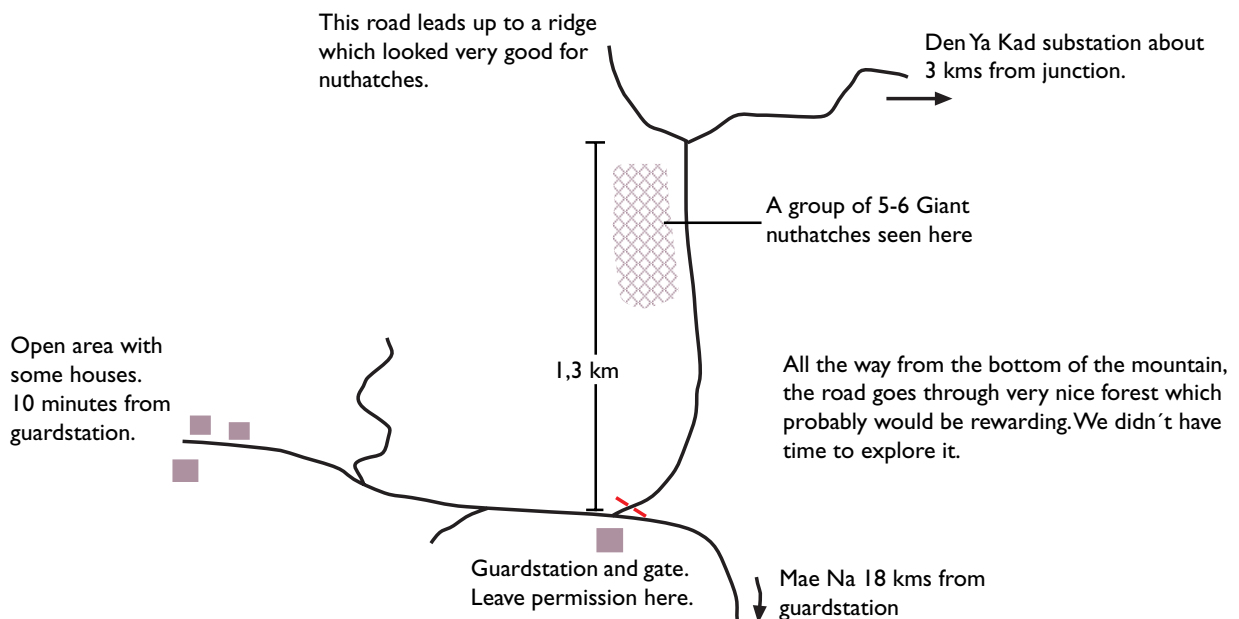 This road leads up to a ridge
which looked very good for
nuthatches.
Den Ya Kad substation about
3 kms from junction.
A group of 5-6 Giant
nuthatches seen here
Open area with
some houses.
10 minutes from
guardstation.
1,3 km
All the way from the bottom of the mountain,
the road goes through very nice forest which
probably would be rewarding. We didn´t have
time to explore it.
Guardstation and gate.
Leave permission here.
Mae Na 18 kms from
guardstation